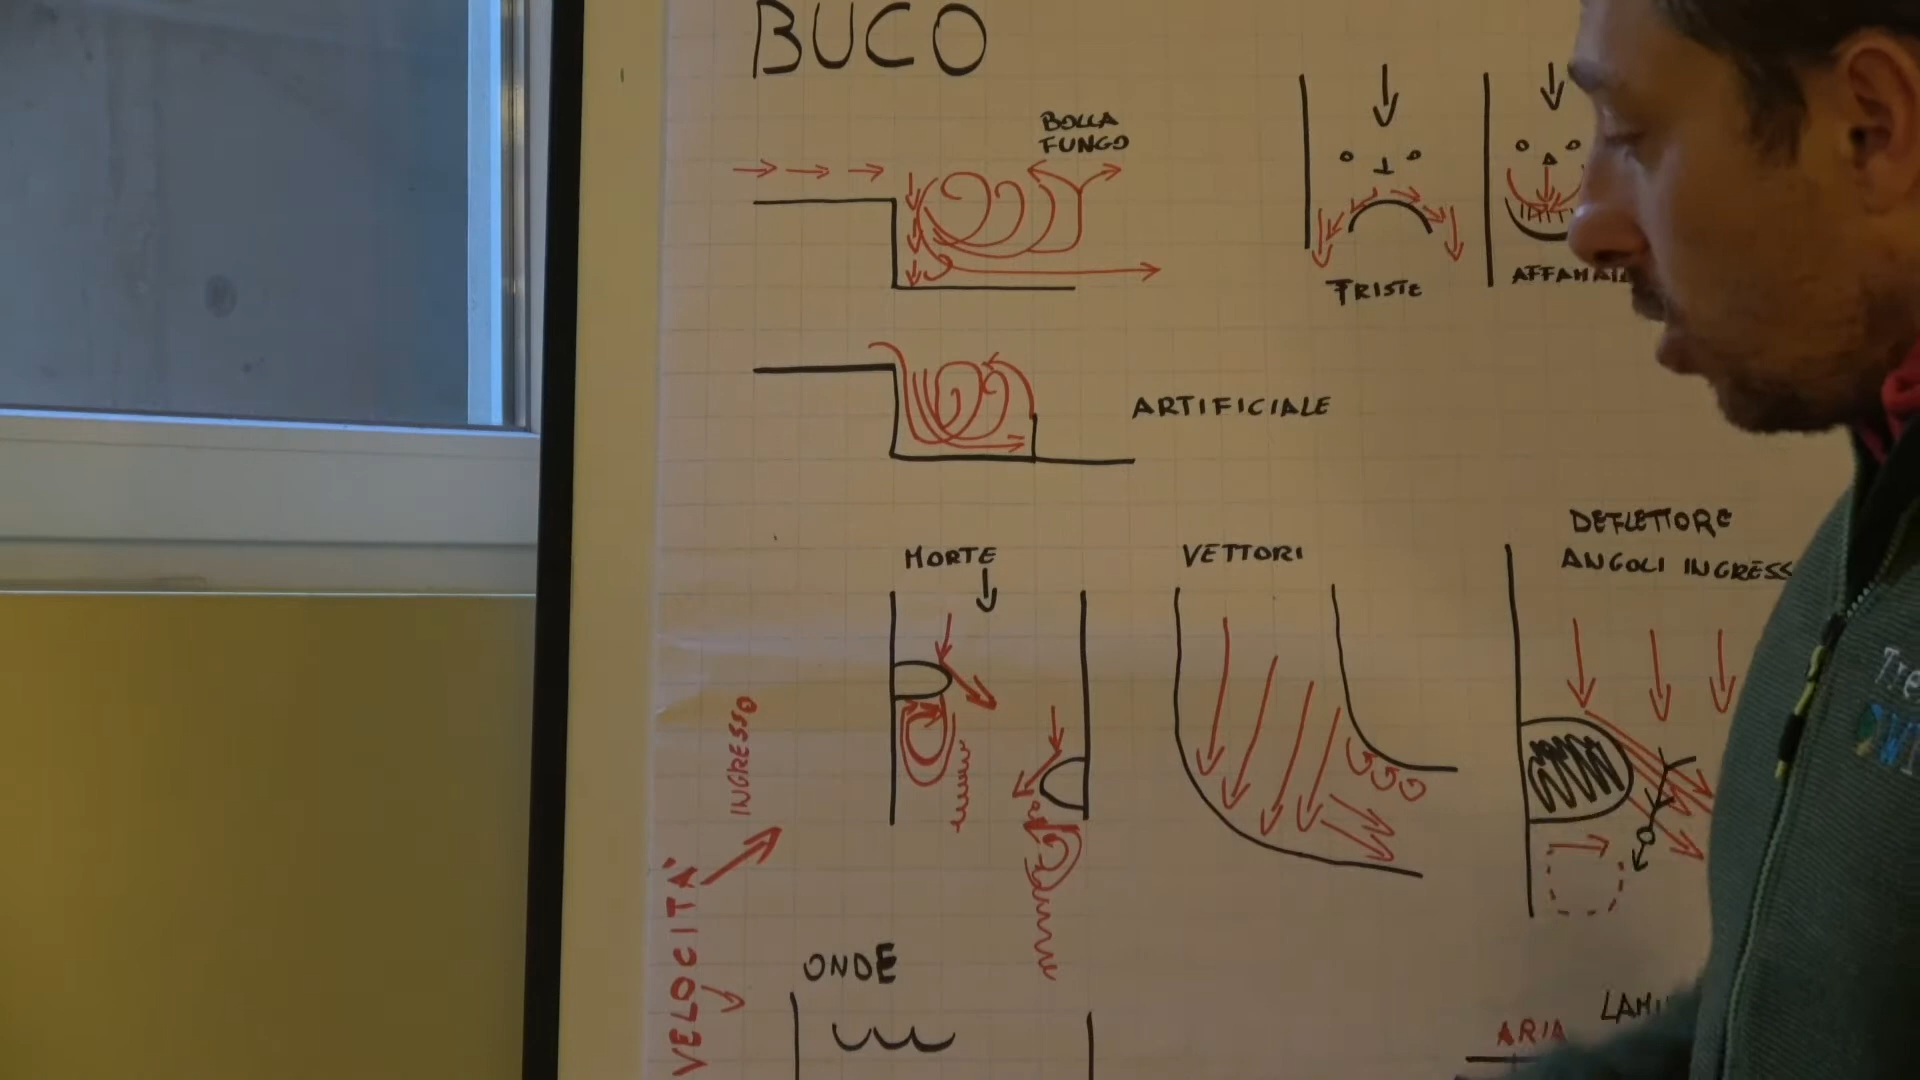 BUCO
BOLLA
FUNGO
TRISTE
ARTIFICIALE
MORTE
VETTORI
DEFLETTORE
ANGOLI INGRESS
INGRESSO
VELOCITÀ
ONDE
ARIA